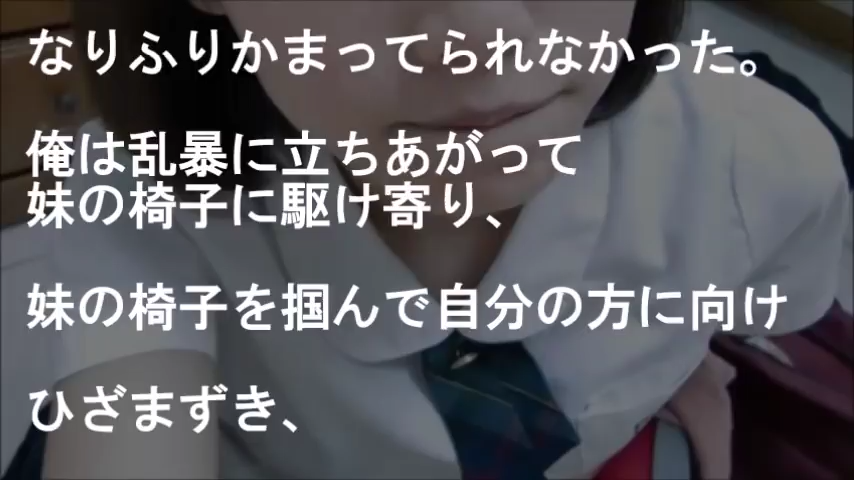 なりふりかまってられなかった。
俺は乱暴に立ちあがって
妹の椅子に駆け寄り、
妹の椅子を掴んで自分の方に向け
ひざまずき、